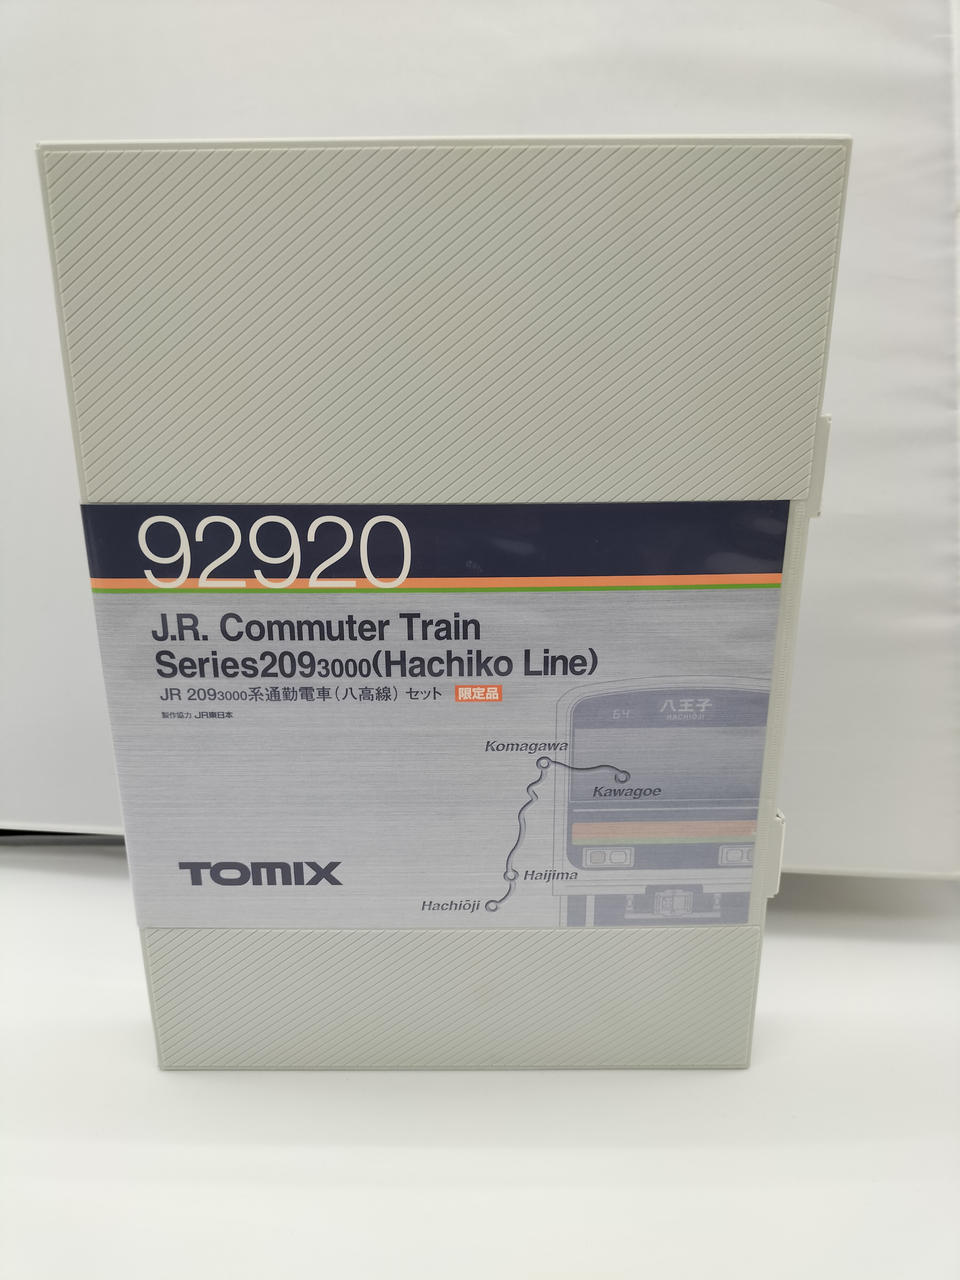 92920
J.R. Commuter Train
Series209 3000(Hachiko Line)
JR 209 3000系通勤電車(八高線) セット 限定品
製作協力 JR東日本
64 八王子
HACHIŌJI
Komagawa
Kawagoe
Haijima
Hachiōji
TOMIX